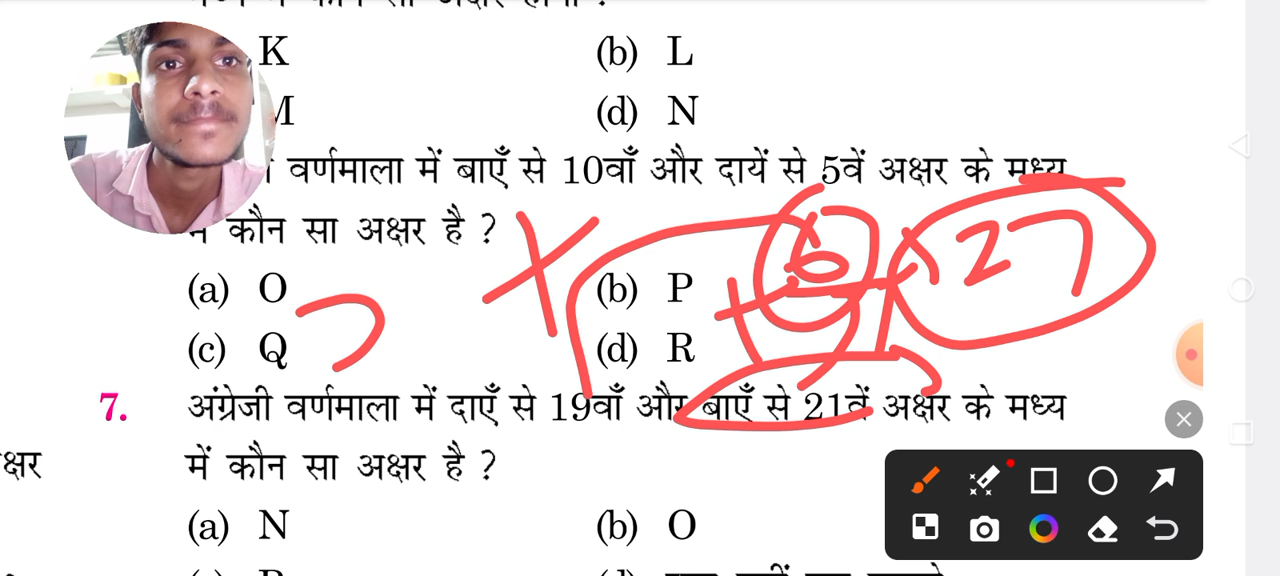 K
(b) L
M
(d) N
वर्णमाला में बाएँ से 10वाँ और दायें से 5वें अक्षर के मध्य
में कौन सा अक्षर है ?
6 27
(a) O
(b) P
(c) Q
(d) R
7. अंग्रेजी वर्णमाला में दाएँ से 19वाँ और बाएँ से 21वें अक्षर के मध्य
क्षर
में कौन सा अक्षर है ?
(a) N
(b) O